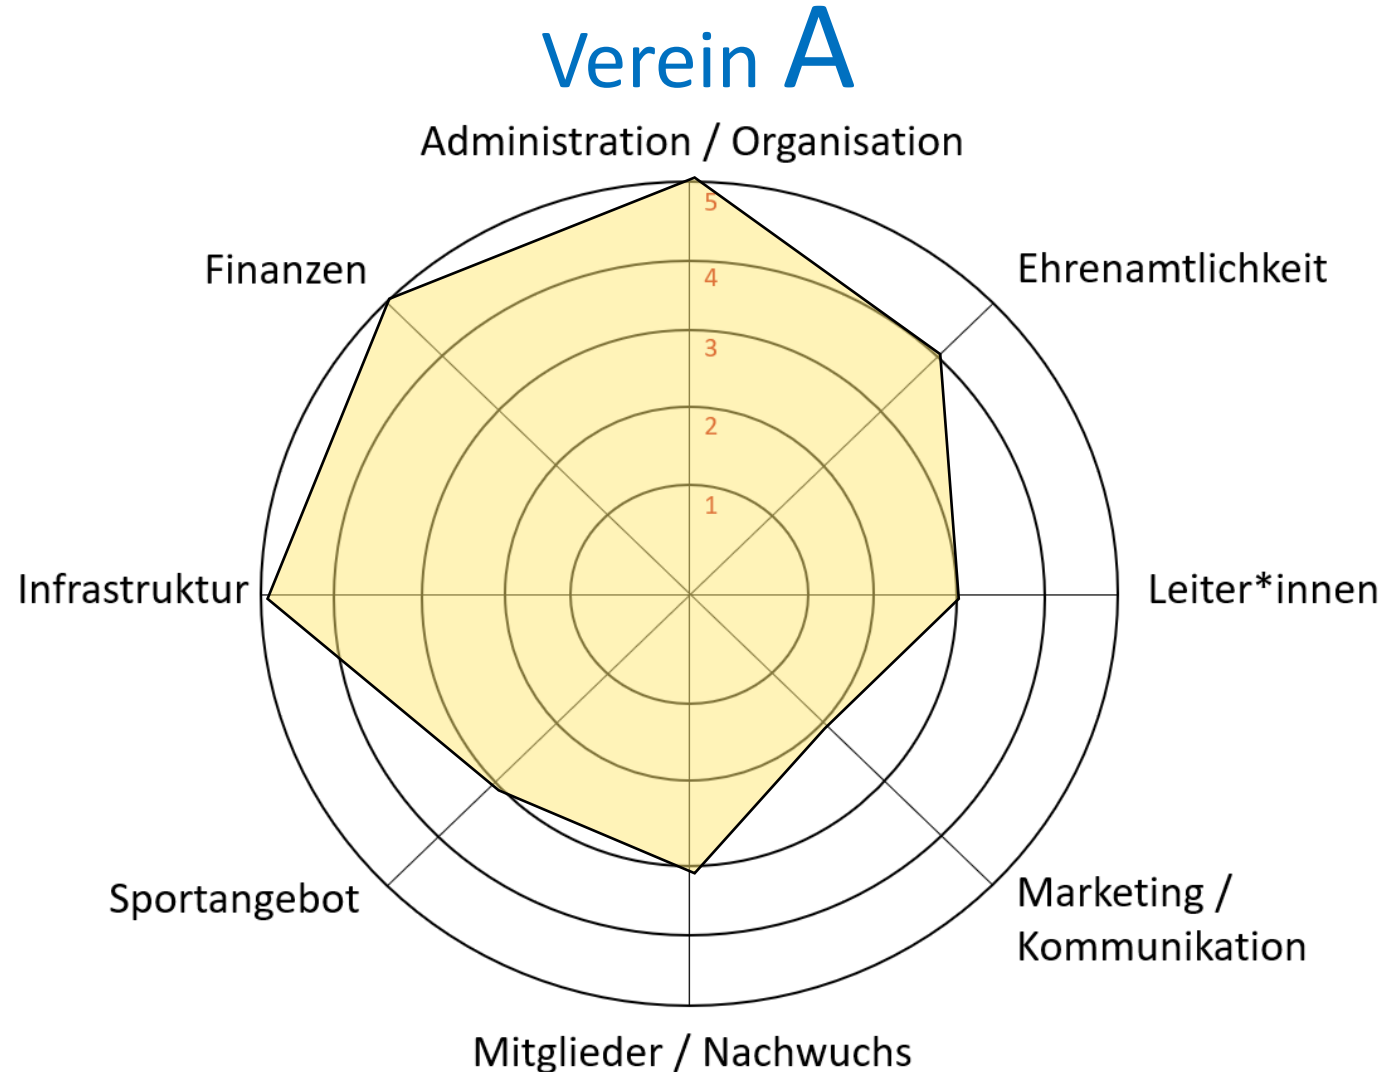 Verein A
Administration / Organisation
5
Finanzen
Ehrenamtlichkeit
4
3
2
1
Infrastruktur
Leiter*innen
Sportangebot
Marketing /
Kommunikation
Mitglieder / Nachwuchs